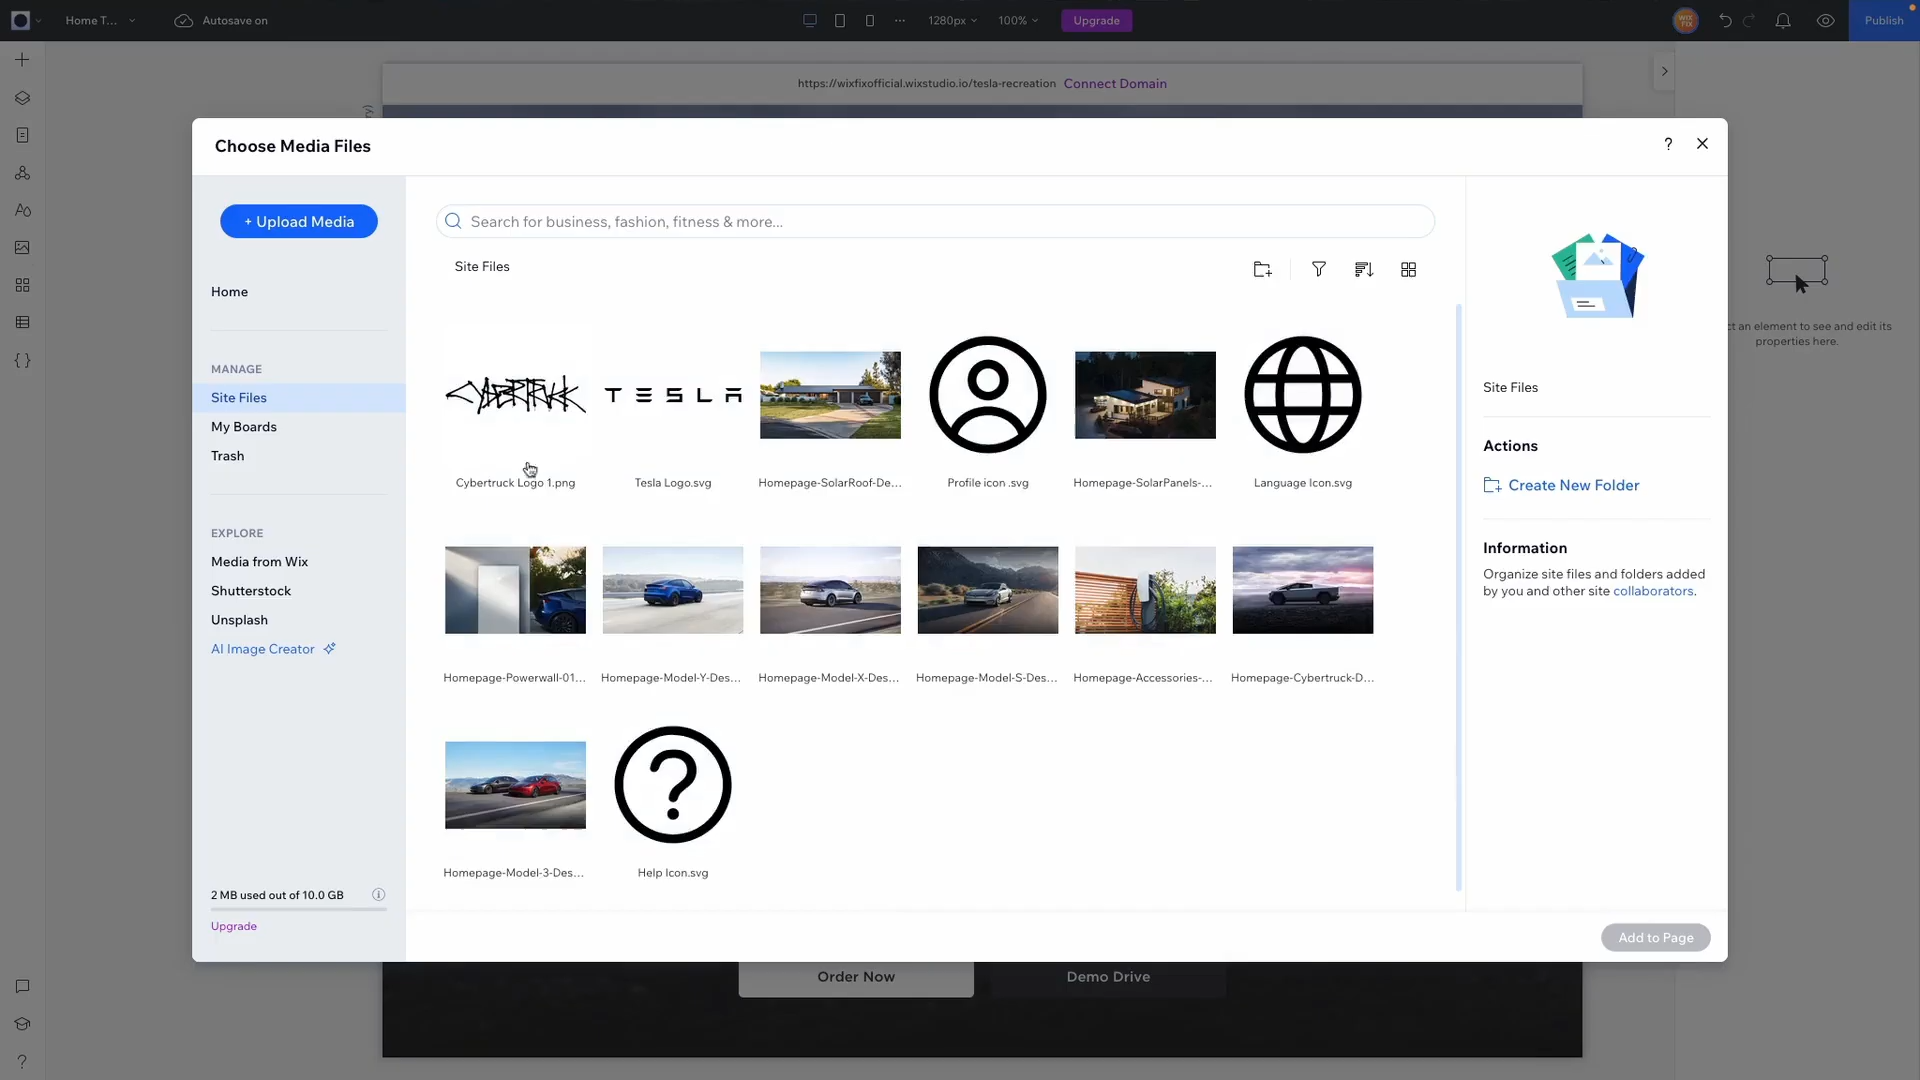 Home T...
Autosave on
1280px
100%
Upgrade
WIX
FIX
Publish
https://wixfixofficial.wixstudio.io/tesla-recreation Connect Domain
Choose Media Files
?
+ Upload Media
Search for business, fashion, fitness & more...
Home
Site Files
MANAGE
Site Files
My Boards
Trash
EXPLORE
Media from Wix
Shutterstock
Unsplash
AI Image Creator
2 MB used out of 10.0 GB
Upgrade
CYBERTRUCK
TESLA
Cybertruck Logo 1.png
Tesla Logo.svg
Homepage-SolarRoof-De...
Profile icon .svg
Homepage-SolarPanels-...
Language Icon.svg
Homepage-Powerwall-01...
Homepage-Model-Y-Des...
Homepage-Model-X-Des...
Homepage-Model-S-Des...
Homepage-Accessories-...
Homepage-Cybertruck-D...
?
Homepage-Model-3-Des...
Help Icon.svg
Site Files
Actions
Create New Folder
Information
Organize site files and folders added
by you and other site collaborators.
Add to Page
an element to see and edit its
properties here.
Order Now
Demo Drive
?